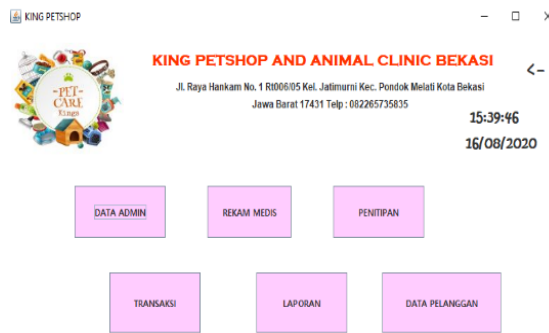 KING PETSHOP
KING PETSHOP AND ANIMAL CLINIC BEKASI
Jl. Raya Hankam No. 1 Rt006/05 Kel. Jatimurni Kec. Pondok Melati Kota Bekasi
Jawa Barat 17431 Telp : 082265735835
-PET-
CARE
Kings
<-
15:39:46
16/08/2020
DATA ADMIN
REKAM MEDIS
PENITIPAN
TRANSAKSI
LAPORAN
DATA PELANGGAN